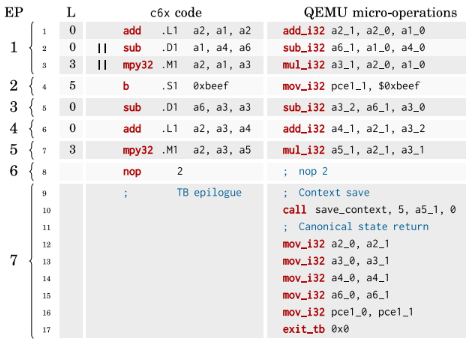 EP L c6x code QEMU micro-operations
1 0 add .L1 a2, a1, a2 add_i32 a2_1, a2_0, a1_0
1 2 0 || sub .D1 a1, a4, a6 sub_i32 a6_1, a1_0, a4_0
3 3 || mpy32 .M1 a2, a1, a3 mul_i32 a3_1, a2_0, a1_0
2 4 5 b .S1 0xbeef mov_i32 pce1_1, $0xbeef
3 5 0 sub .D1 a6, a3, a3 sub_i32 a3_2, a6_1, a3_0
4 6 0 add .L1 a2, a3, a4 add_i32 a4_1, a2_1, a3_2
5 7 3 mpy32 .M1 a2, a3, a5 mul_i32 a5_1, a2_1, a3_1
6 8 nop 2 ; nop 2
9 ; TB epilogue ; Context save
10 call save_context, 5, a5_1, 0
11 ; Canonical state return
12 mov_i32 a2_0, a2_1
7 13 mov_i32 a3_0, a3_1
14 mov_i32 a4_0, a4_1
15 mov_i32 a6_0, a6_1
16 mov_i32 pce1_0, pce1_1
17 exit_tb 0x0